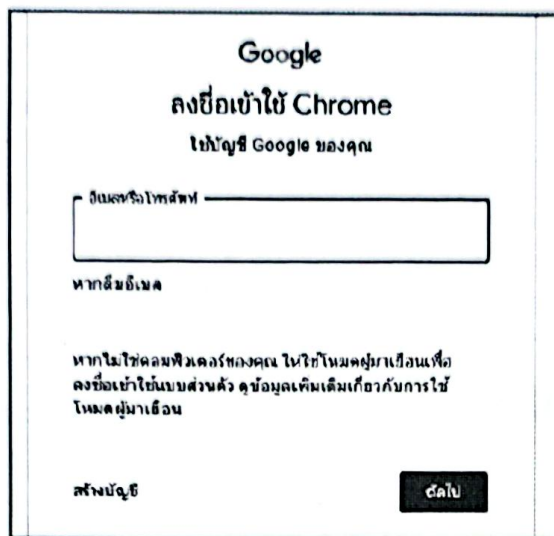 Google
ลงชื่อเข้าใช้ Chrome
ใช้บัญชี Google ของคุณ
อีเมลหรือโทรศัพท์
หากลืมอีเมล
หากไม่ใช่คอมพิวเตอร์ของคุณ ให้ใช้โหมดผู้มาเยือนเพื่อ
ลงชื่อเข้าใช้แบบส่วนตัว ดูข้อมูลเพิ่มเติมเกี่ยวกับการใช้
โหมดผู้มาเยือน
สร้างบัญชี
ถัดไป